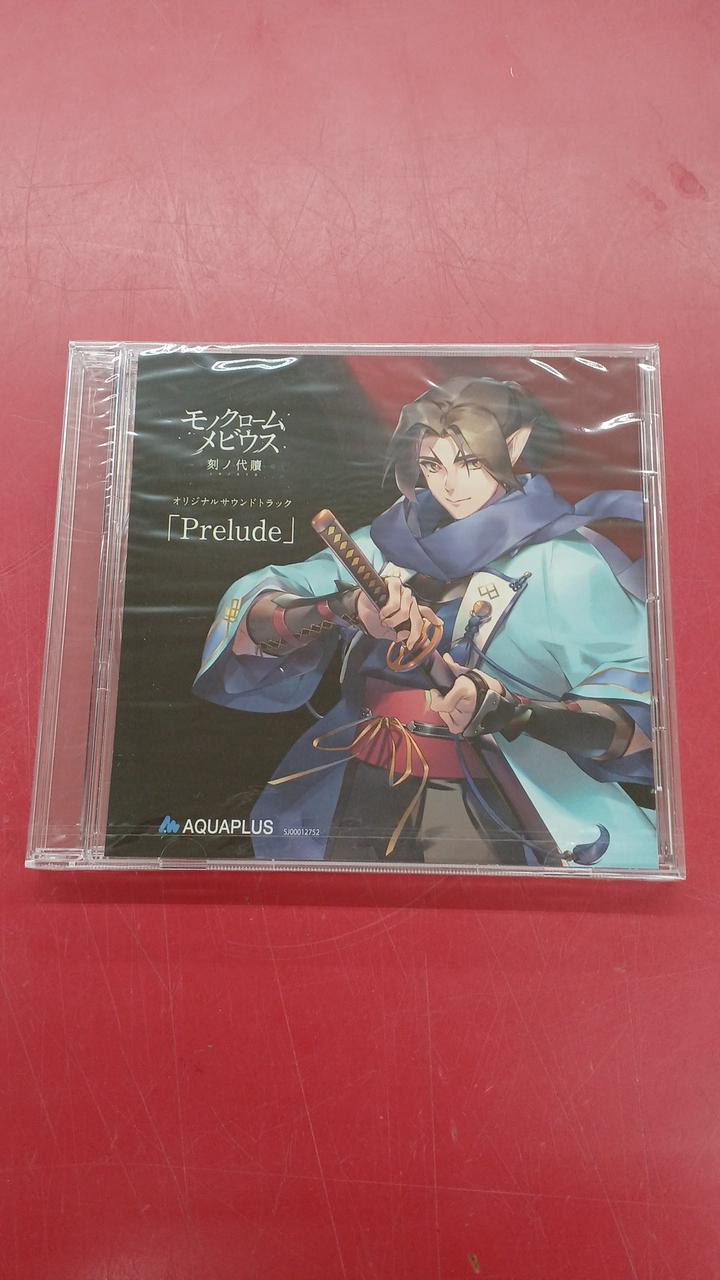 モノクローム
メビウス
刻ノ代贖
オリジナルサウンドトラック
「Prelude」
AQUAPLUS
SJ00012752